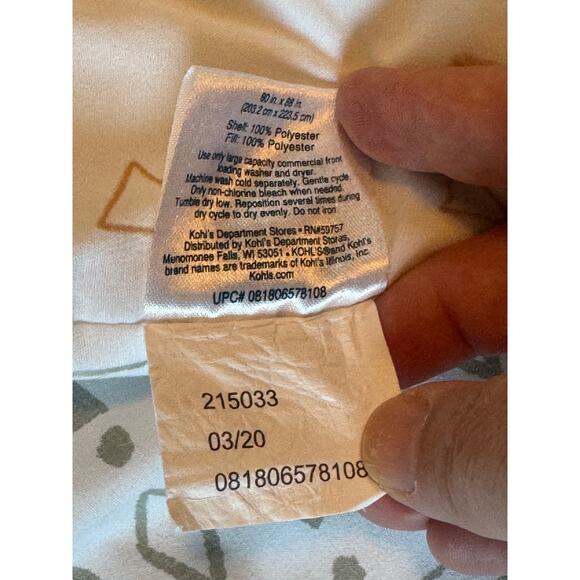 80 in. x 88 in.
(203.2 cm x 223.5 cm)
Shell: 100% Polyester
Fill: 100% Polyester
Use only large capacity commercial front
loading washer and dryer.
Machine wash cold separately. Gentle cycle.
Only non-chlorine bleach when needed.
Tumble dry low. Reposition several times during
dry cycle to dry evenly. Do not iron
Kohl's Department Stores • RN#59757
Distributed by Kohl's Department Stores,
Menomonee Falls, WI 53051 • KOHL'S® and Kohl's
brand names are trademarks of Kohl's Illinois, Inc.
Kohls.com
UPC# 081806578108
215033
03/20
081806578108